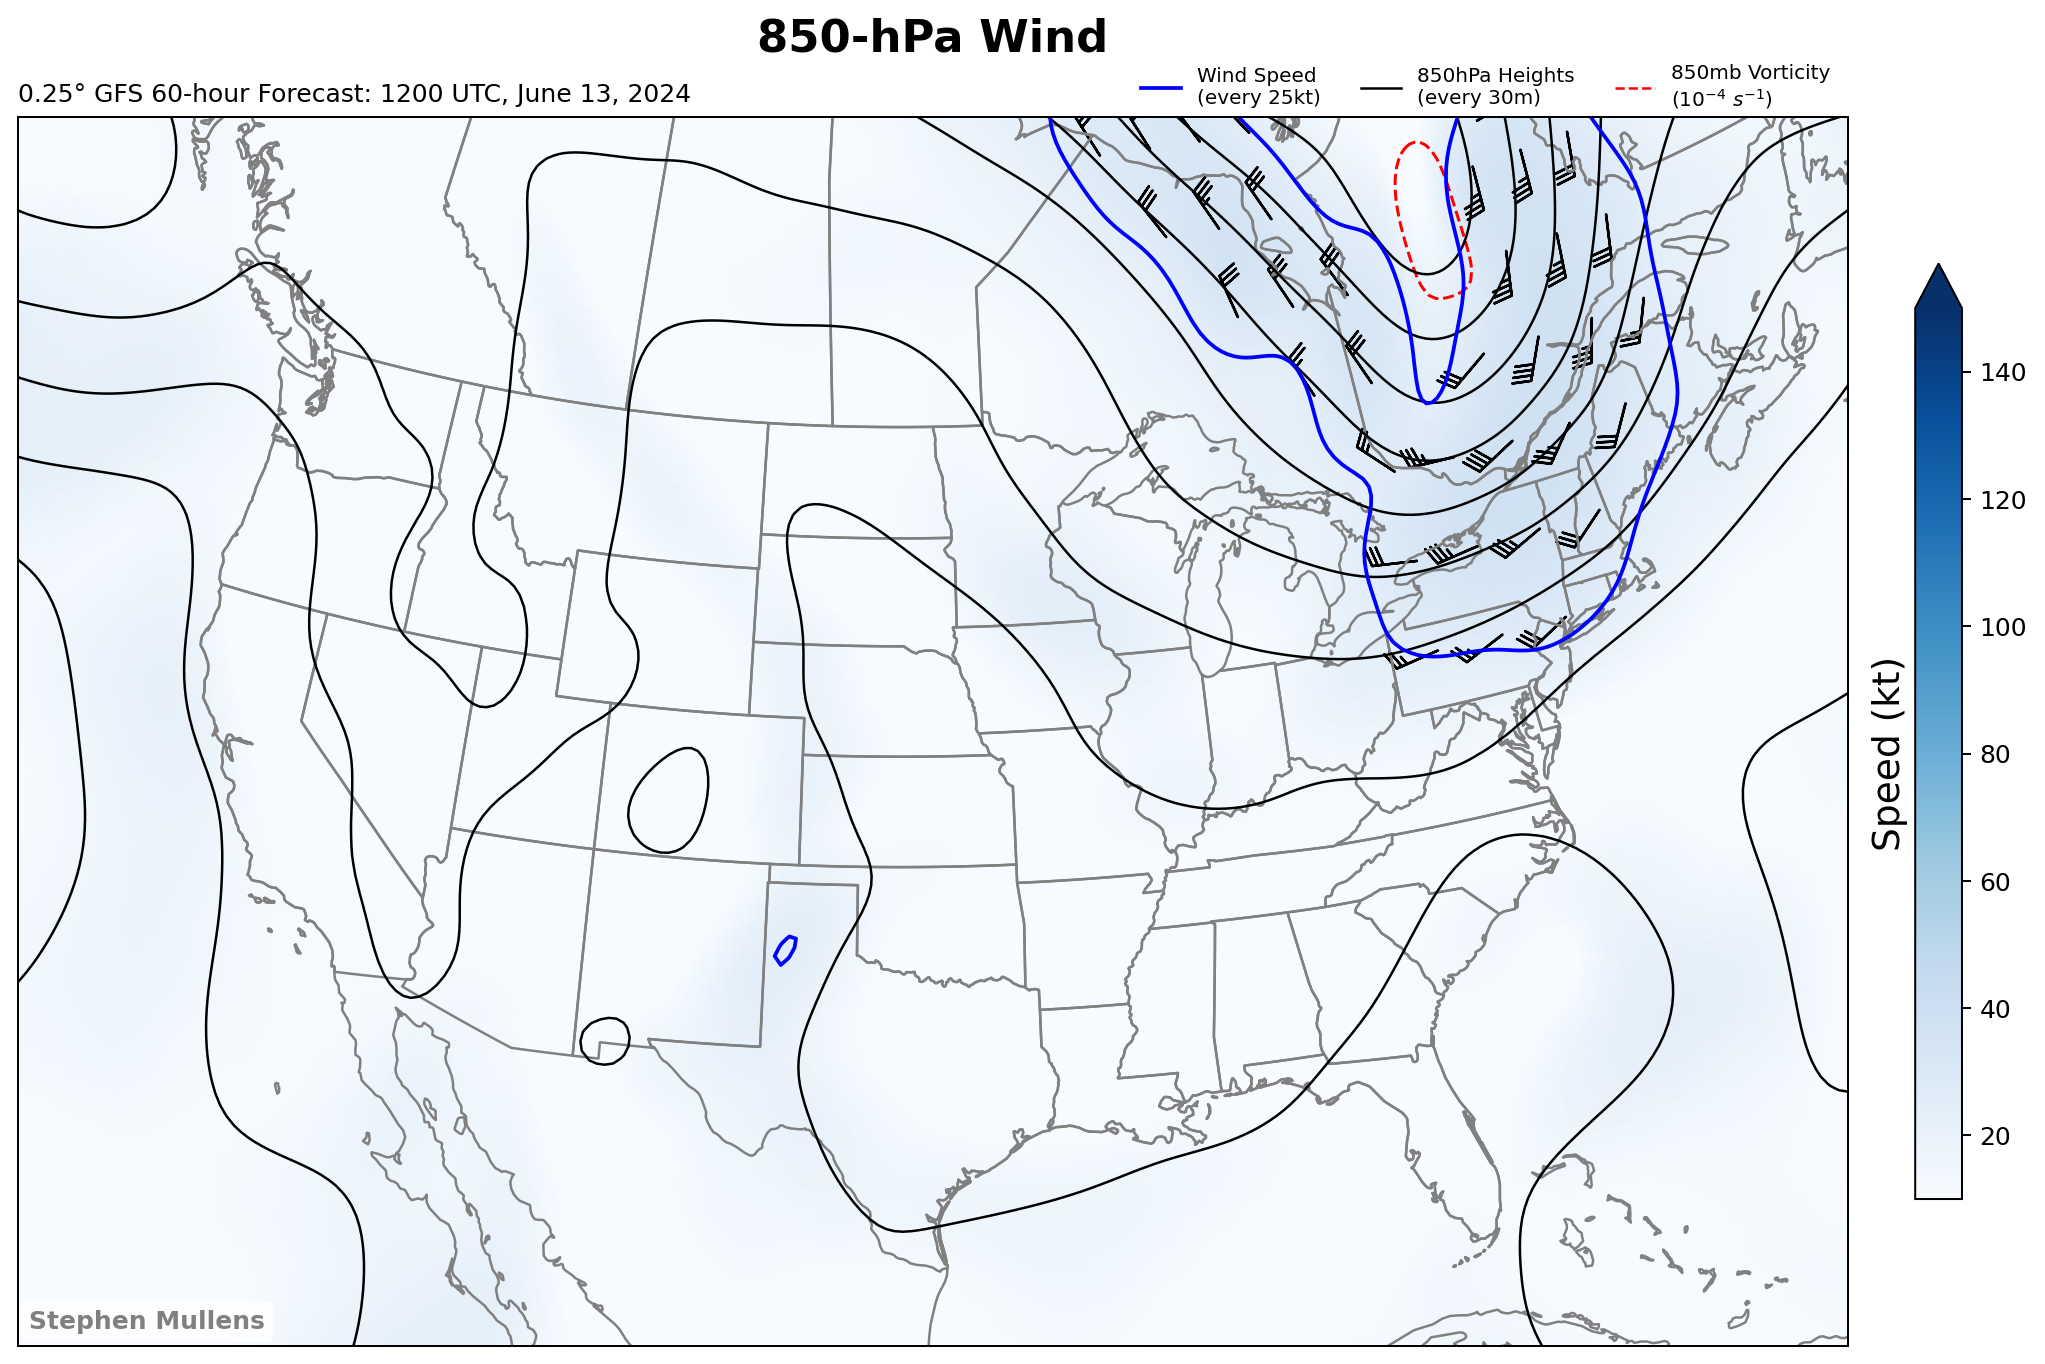 850-hPa Wind
0.25° GFS 60-hour Forecast: 1200 UTC, June 13, 2024
Wind Speed
(every 25kt)
850hPa Heights
(every 30m)
850mb Vorticity
(10⁻⁴ s⁻¹)
140
120
100
80
60
40
20
Speed (kt)
Stephen Mullens